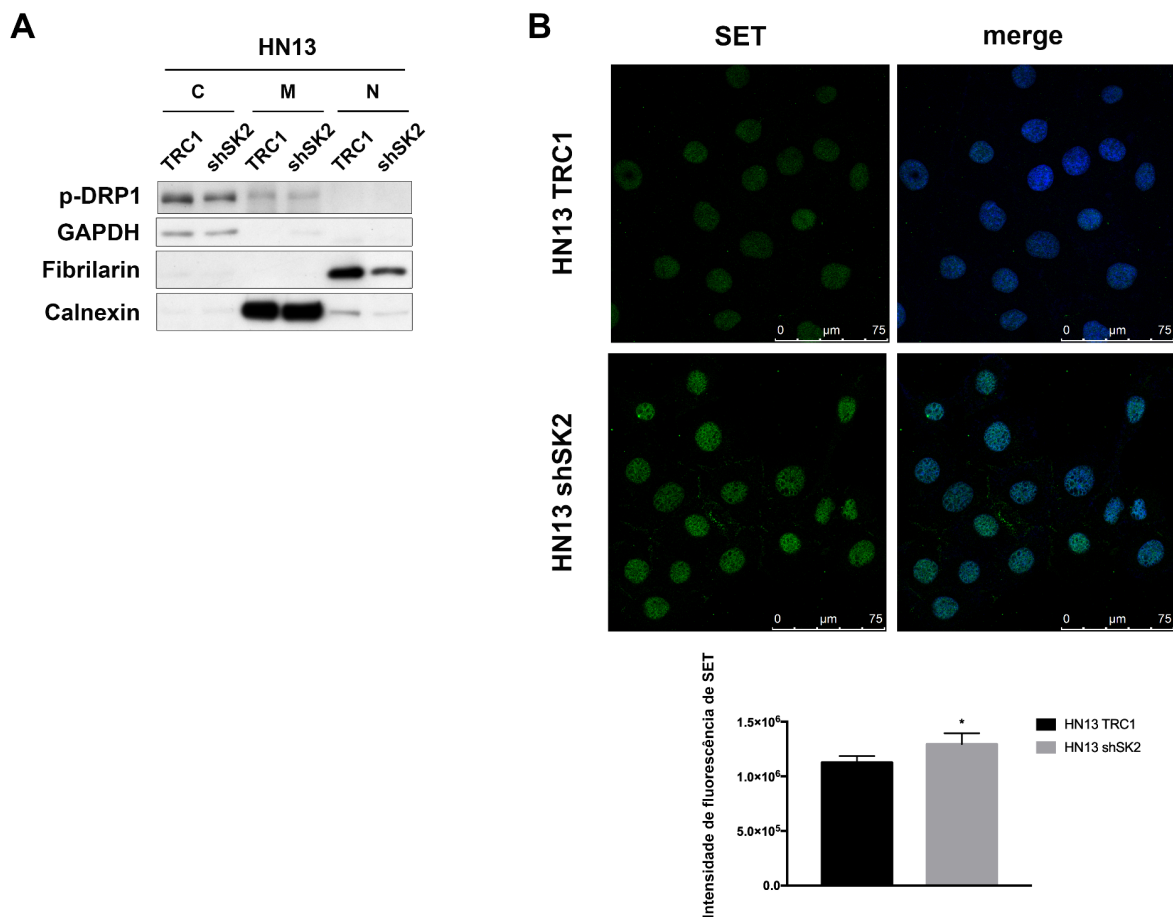 A
HN13
C M N
TRC1 shSK2 TRC1 shSK2 TRC1 shSK2
p-DRP1
GAPDH
Fibrilarin
Calnexin
B
SET merge
HN13 TRC1
0 µm 75
0 µm 75
HN13 shSK2
0 µm 75
0 µm 75
Intensidade de fluorescência de SET
1.5×10⁶
1.0×10⁶
5.0×10⁵
0.0
*
HN13 TRC1
HN13 shSK2